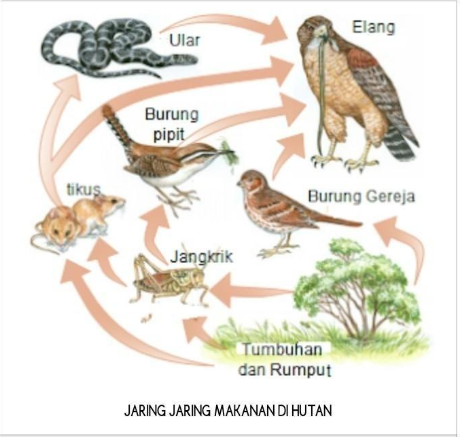 Ular
Elang
Burung
pipit
tikus
Burung Gereja
Jangkrik
Tumbuhan
dan Rumput
JARING JARING MAKANAN DI HUTAN